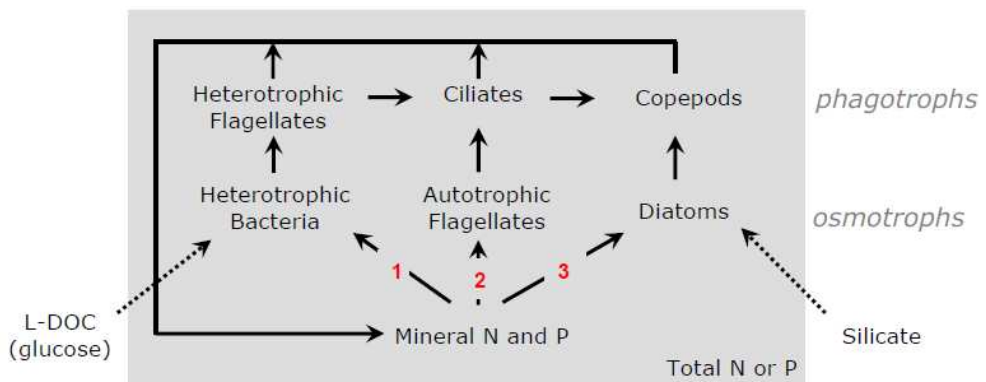 Heterotrophic
Flagellates
Ciliates
Copepods
phagotrophs
Heterotrophic
Bacteria
Autotrophic
Flagellates
Diatoms
osmotrophs
1
2
3
L-DOC
(glucose)
Mineral N and P
Silicate
Total N or P